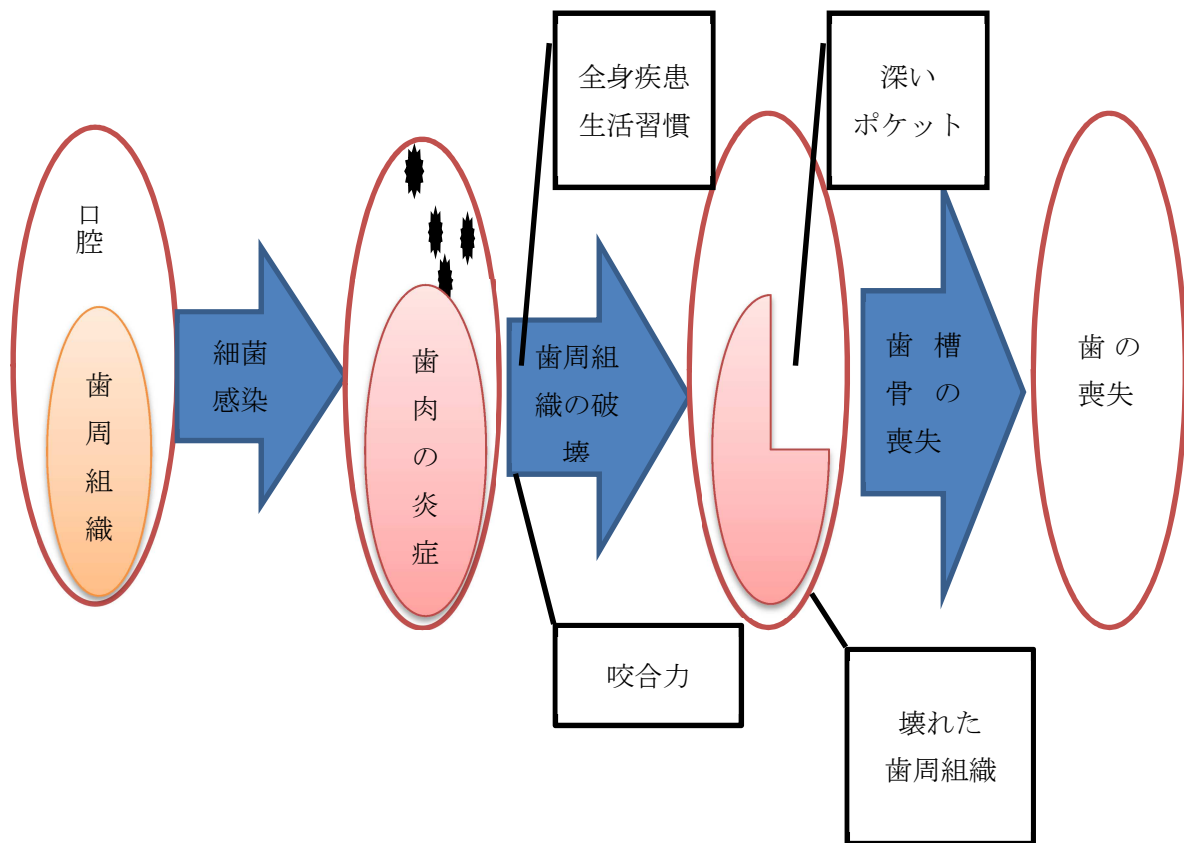 全身疾患
生活習慣
深い
ポケット
口腔
歯周組織
細菌
感染
歯肉の炎症
歯周組
織の破
壊
歯槽
骨の
喪失
歯の
喪失
咬合力
壊れた
歯周組織